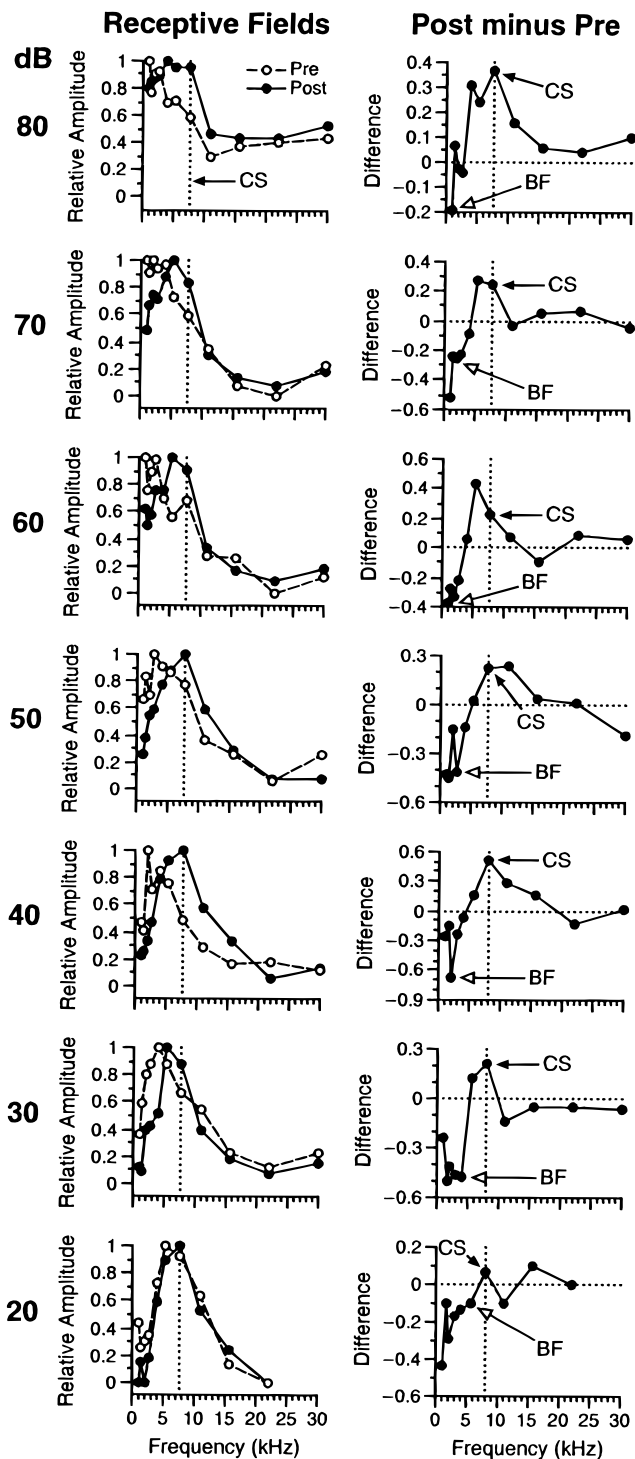 Receptive Fields
Post minus Pre
dB
80
Relative Amplitude
1
0.8
0.6
0.4
0.2
0
Pre
Post
CS
Difference
0.4
0.3
0.2
0.1
0
−0.1
−0.2
CS
BF
70
Relative Amplitude
1
0.8
0.6
0.4
0.2
0
Difference
0.4
0.2
0
−0.2
−0.4
−0.6
CS
BF
60
Relative Amplitude
1
0.8
0.6
0.4
0.2
0
Difference
0.6
0.4
0.2
0
−0.2
−0.4
CS
BF
50
Relative Amplitude
1
0.8
0.6
0.4
0.2
0
Difference
0.3
0
−0.3
−0.6
CS
BF
40
Relative Amplitude
1
0.8
0.6
0.4
0.2
0
Difference
0.6
0.3
0
−0.3
−0.6
−0.9
CS
BF
30
Relative Amplitude
1
0.8
0.6
0.4
0.2
0
Difference
0.3
0
−0.3
−0.6
CS
BF
20
Relative Amplitude
1
0.8
0.6
0.4
0.2
0
0 5 10 15 20 25 30
Frequency (kHz)
Difference
0.2
0
−0.2
−0.4
−0.6
CS
BF
0 5 10 15 20 25 30
Frequency (kHz)